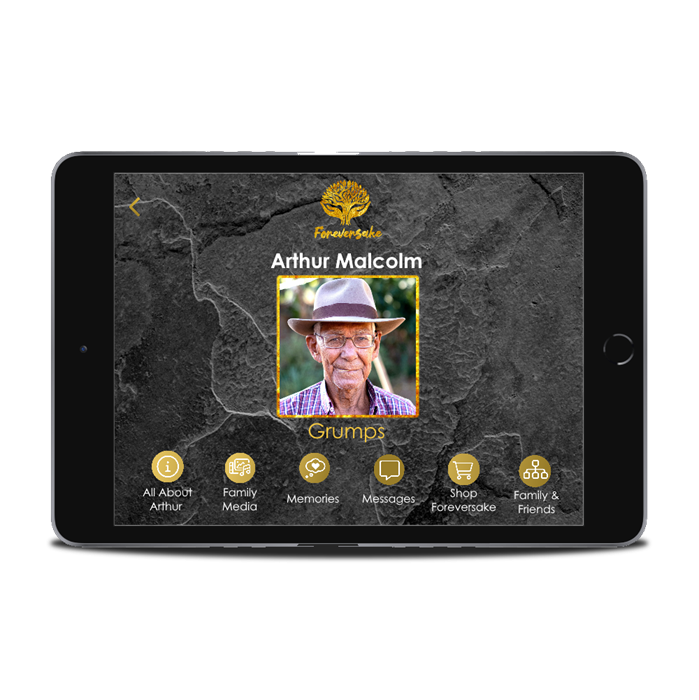 Foreversake
Arthur Malcolm
Grumps
All About
Arthur
Family
Media
Memories
Messages
Shop
Foreversake
Family &
Friends